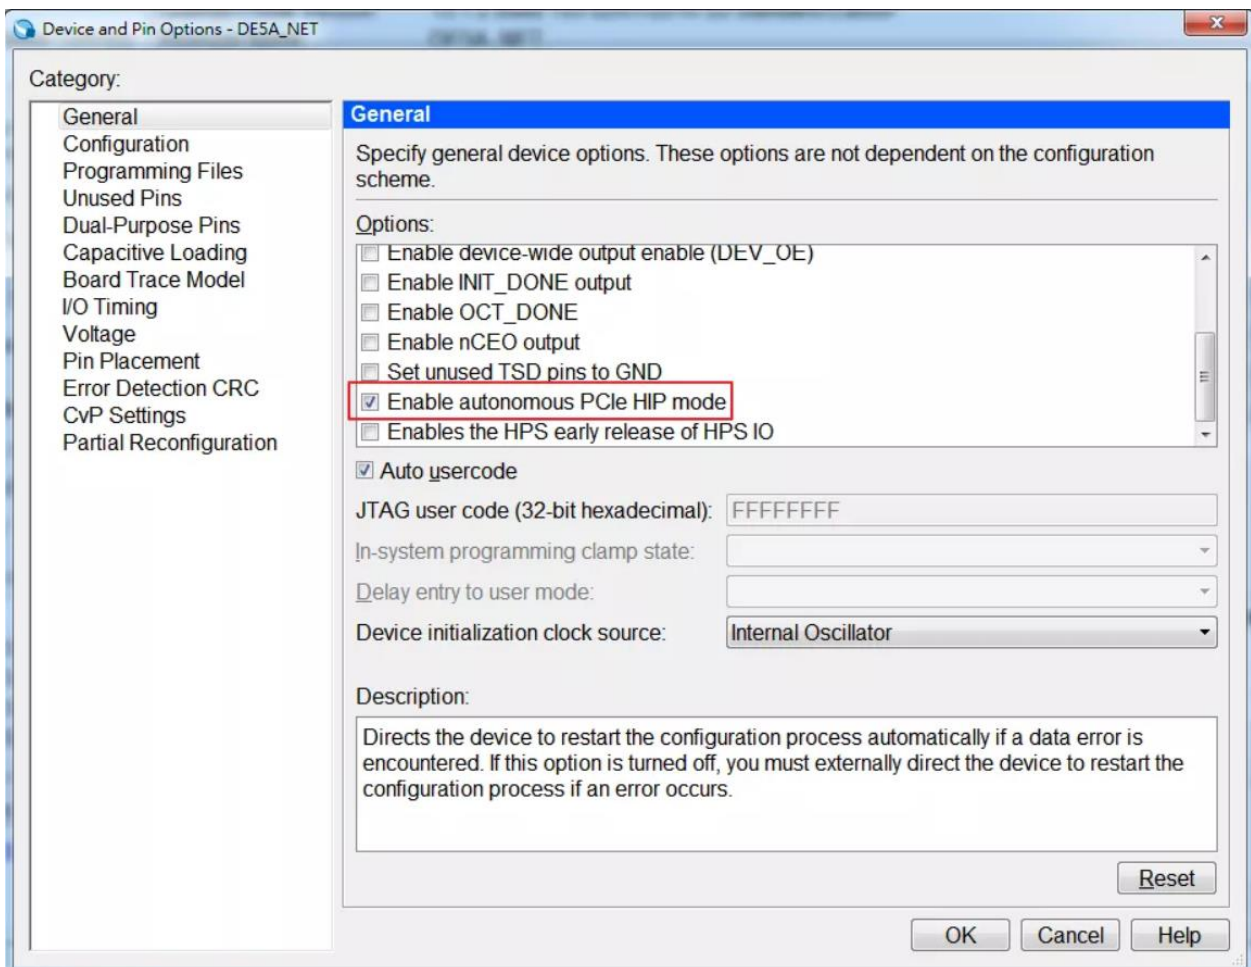 Device and Pin Options - DE5A_NET
Category:
General
Configuration
Programming Files
Unused Pins
Dual-Purpose Pins
Capacitive Loading
Board Trace Model
I/O Timing
Voltage
Pin Placement
Error Detection CRC
CvP Settings
Partial Reconfiguration
General
Specify general device options. These options are not dependent on the configuration
scheme.
Options:
Enable device-wide output enable (DEV_OE)
Enable INIT_DONE output
Enable OCT_DONE
Enable nCEO output
Set unused TSD pins to GND
Enable autonomous PCIe HIP mode
Enables the HPS early release of HPS IO
Auto usercode
JTAG user code (32-bit hexadecimal): FFFFFFFF
In-system programming clamp state:
Delay entry to user mode:
Device initialization clock source: Internal Oscillator
Description:
Directs the device to restart the configuration process automatically if a data error is
encountered. If this option is turned off, you must externally direct the device to restart the
configuration process if an error occurs.
Reset
OK Cancel Help